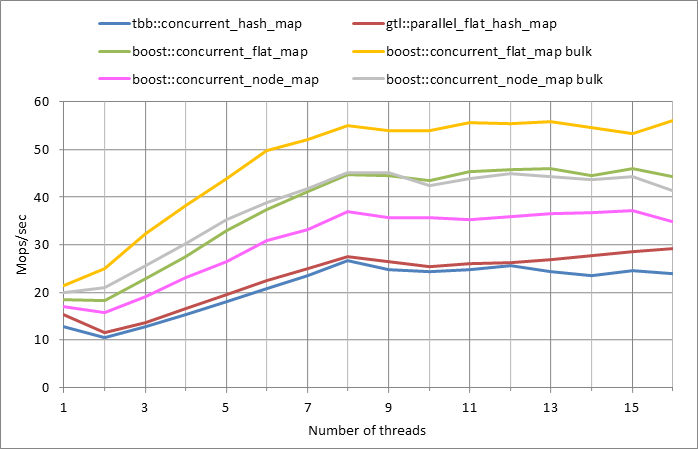 tbb::concurrent_hash_map gtl::parallel_flat_hash_map
boost::concurrent_flat_map boost::concurrent_flat_map bulk
boost::concurrent_node_map boost::concurrent_node_map bulk
60
50
40
30
20
10
0
Mops/sec
1 3 5 7 9 11 13 15
Number of threads